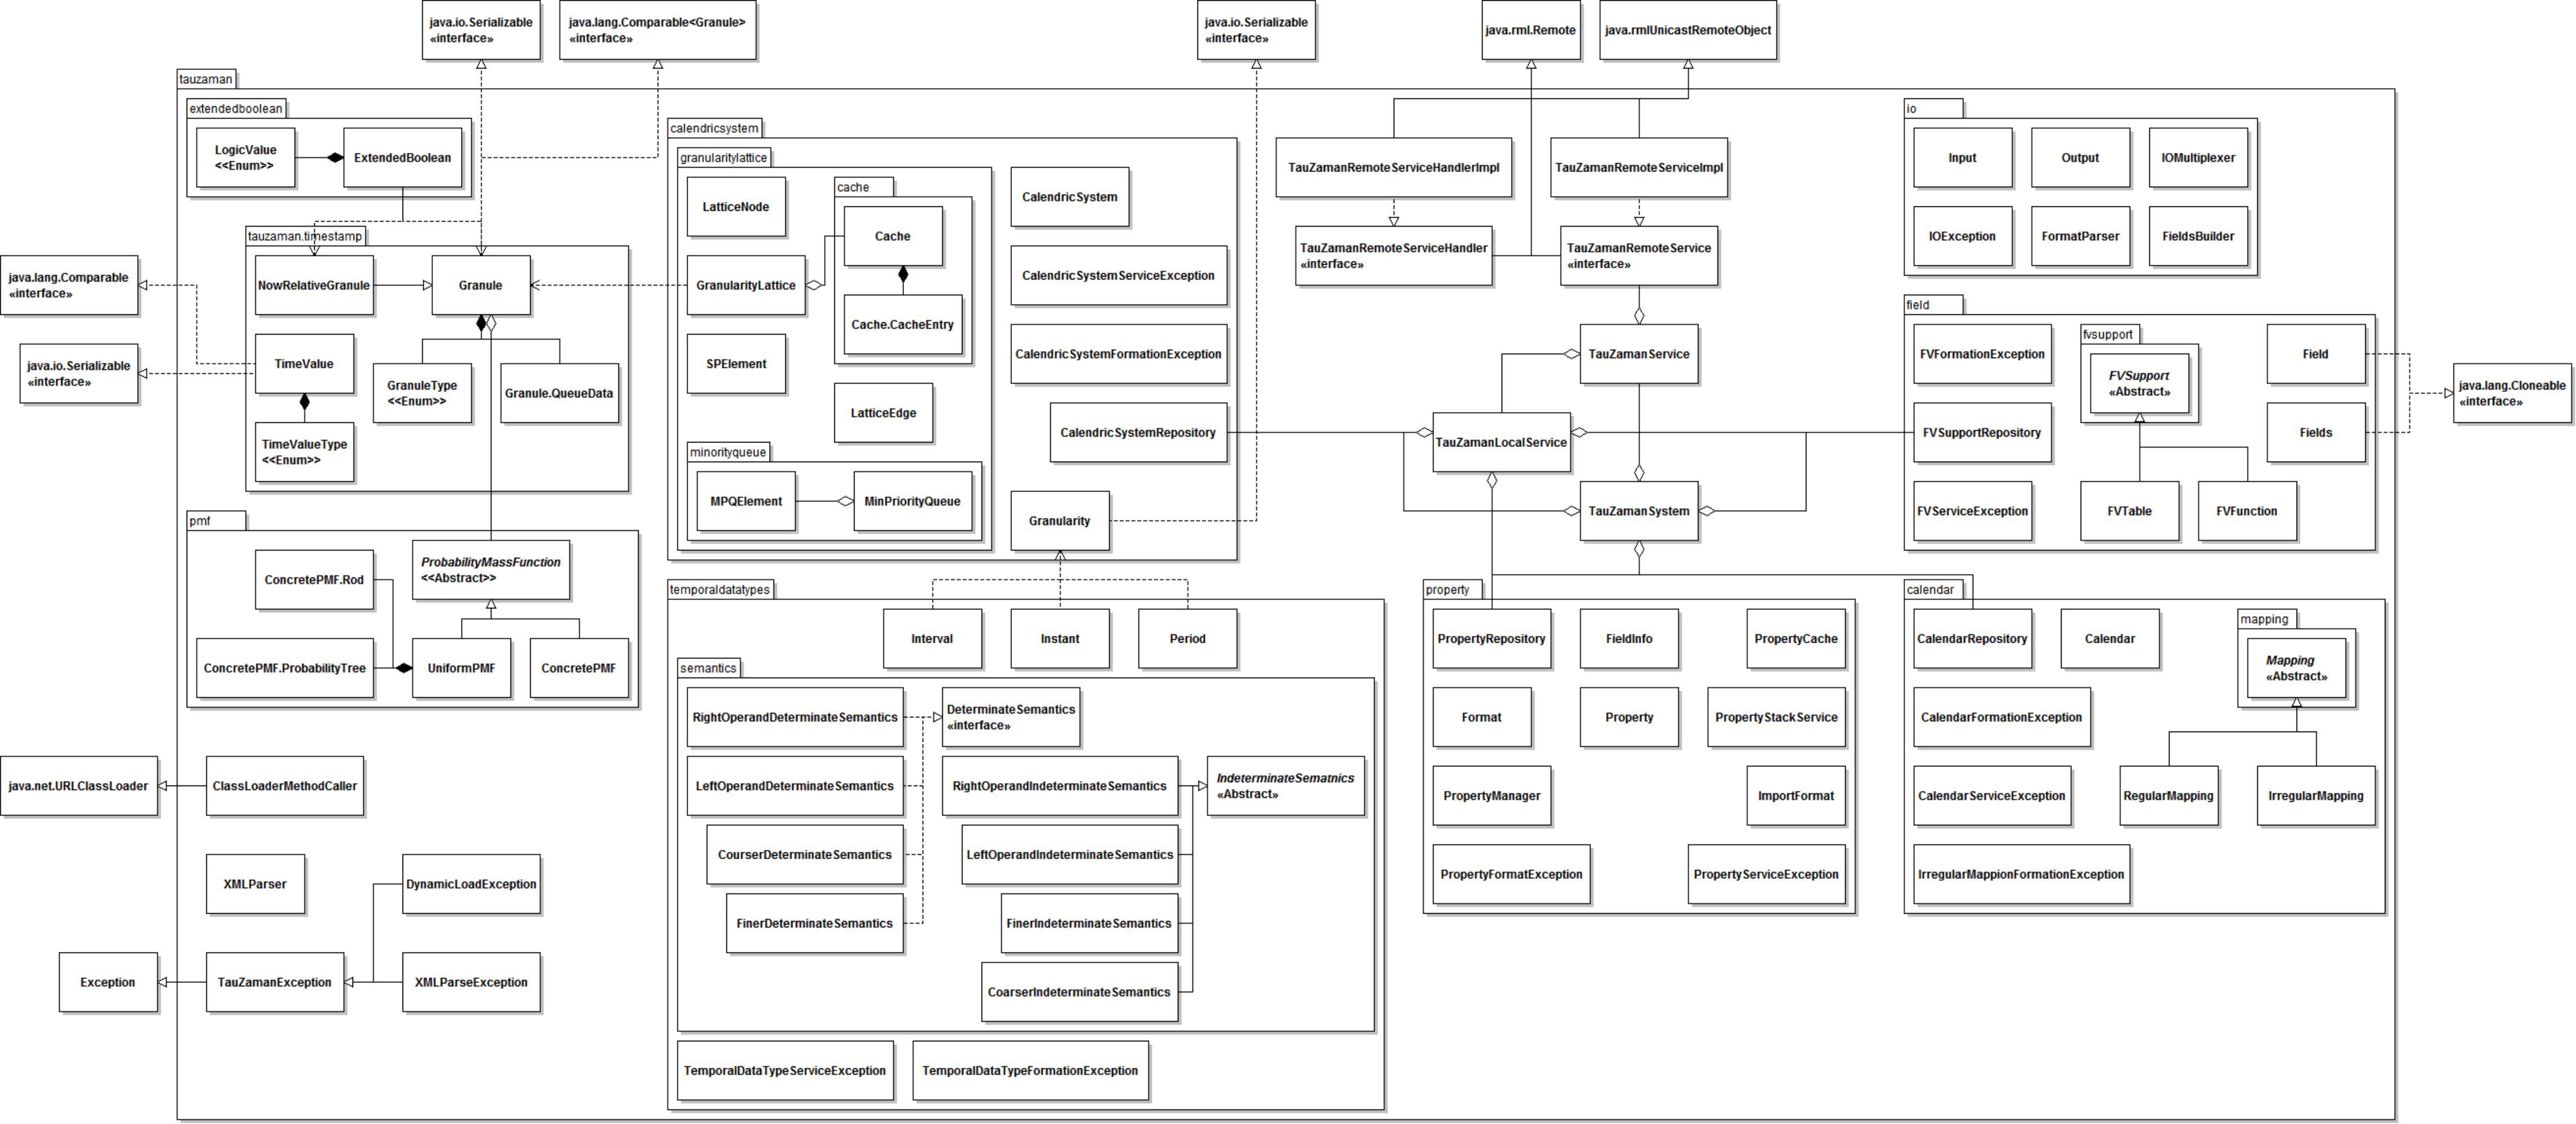 java.io.Serializable
«interface»
java.lang.Comparable<Granule>
«interface»
java.io.Serializable
«interface»
java.rmI.Remote
java.rmIUnicastRemoteObject
tauzaman
extendedboolean
LogicValue
<<Enum>>
ExtendedBoolean
tauzaman.timestamp
NowRelativeGranule
Granule
TimeValue
GranuleType
<<Enum>>
Granule.QueueData
TimeValueType
<<Enum>>
java.lang.Comparable
«interface»
java.io.Serializable
«interface»
pmf
ConcretePMF.Rod
ProbabilityMassFunction
<<Abstract>>
ConcretePMF.ProbabilityTree
UniformPMF
ConcretePMF
java.net.URLClassLoader
ClassLoaderMethodCaller
XMLParser
DynamicLoadException
Exception
TauZamanException
XMLParseException
calendricsystem
granularitylattice
LatticeNode
cache
Cache
GranularityLattice
Cache.CacheEntry
SPElement
LatticeEdge
minorityqueue
MPQElement
MinPriorityQueue
CalendricSystem
CalendricSystemServiceException
CalendricSystemFormationException
CalendricSystemRepository
Granularity
temporaldatatypes
Interval
Instant
Period
semantics
RightOperandDeterminateSemantics
DeterminateSemantics
«interface»
LeftOperandDeterminateSemantics
RightOperandIndeterminateSemantics
IndeterminateSematnics
«Abstract»
CourserDeterminateSemantics
LeftOperandIndeterminateSemantics
FinerDeterminateSemantics
FinerIndeterminateSemantics
CoarserIndeterminateSemantics
TemporalDataTypeServiceException
TemporalDataTypeFormationException
TauZamanRemoteServiceHandlerImpl
TauZamanRemoteServiceImpl
TauZamanRemoteServiceHandler
«interface»
TauZamanRemoteService
«interface»
TauZamanService
TauZamanLocalService
TauZamanSystem
property
PropertyRepository
FieldInfo
PropertyCache
Format
Property
PropertyStackService
PropertyManager
ImportFormat
PropertyFormatException
PropertyServiceException
io
Input
Output
IOMultiplexer
IOException
FormatParser
FieldsBuilder
field
FVFormationException
fvsupport
FVSupport
«Abstract»
Field
FVSupportRepository
Fields
FVServiceException
FVTable
FVFunction
java.lang.Cloneable
«interface»
calendar
CalendarRepository
Calendar
mapping
Mapping
«Abstract»
CalendarFormationException
CalendarServiceException
RegularMapping
IrregularMapping
IrregularMappionFormationException